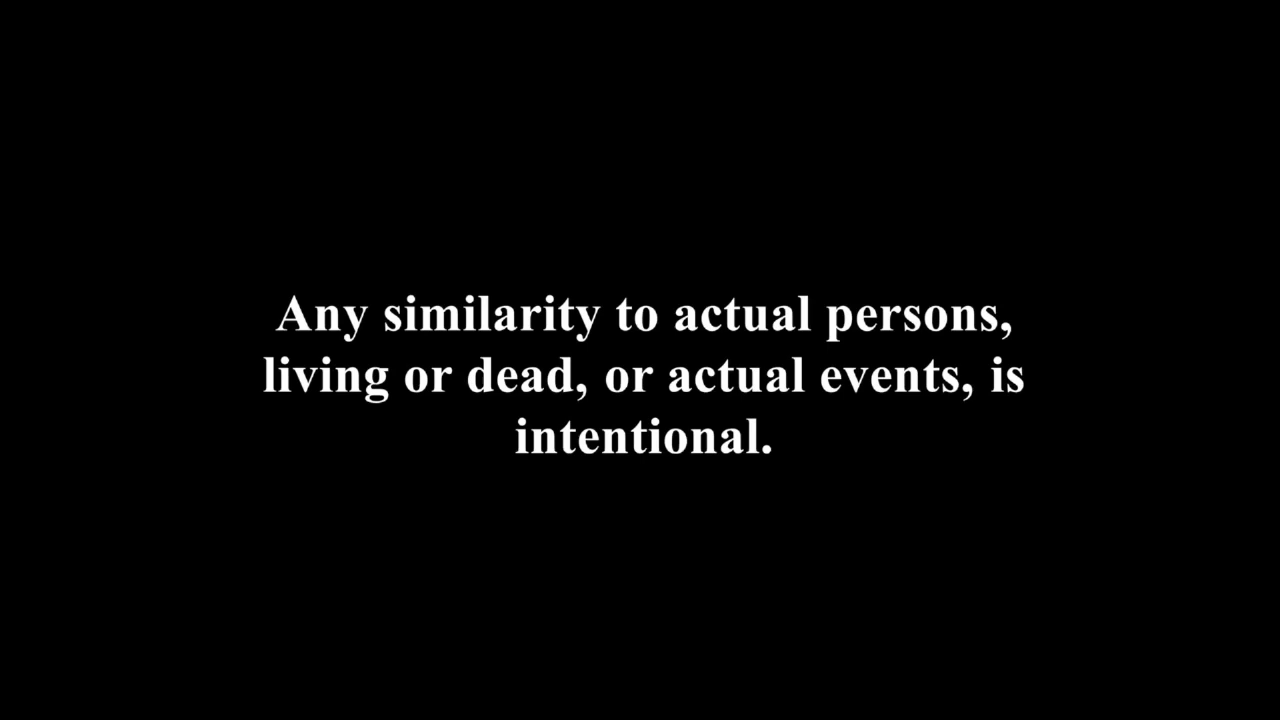 Any similarity to actual persons,
living or dead, or actual events, is
intentional.